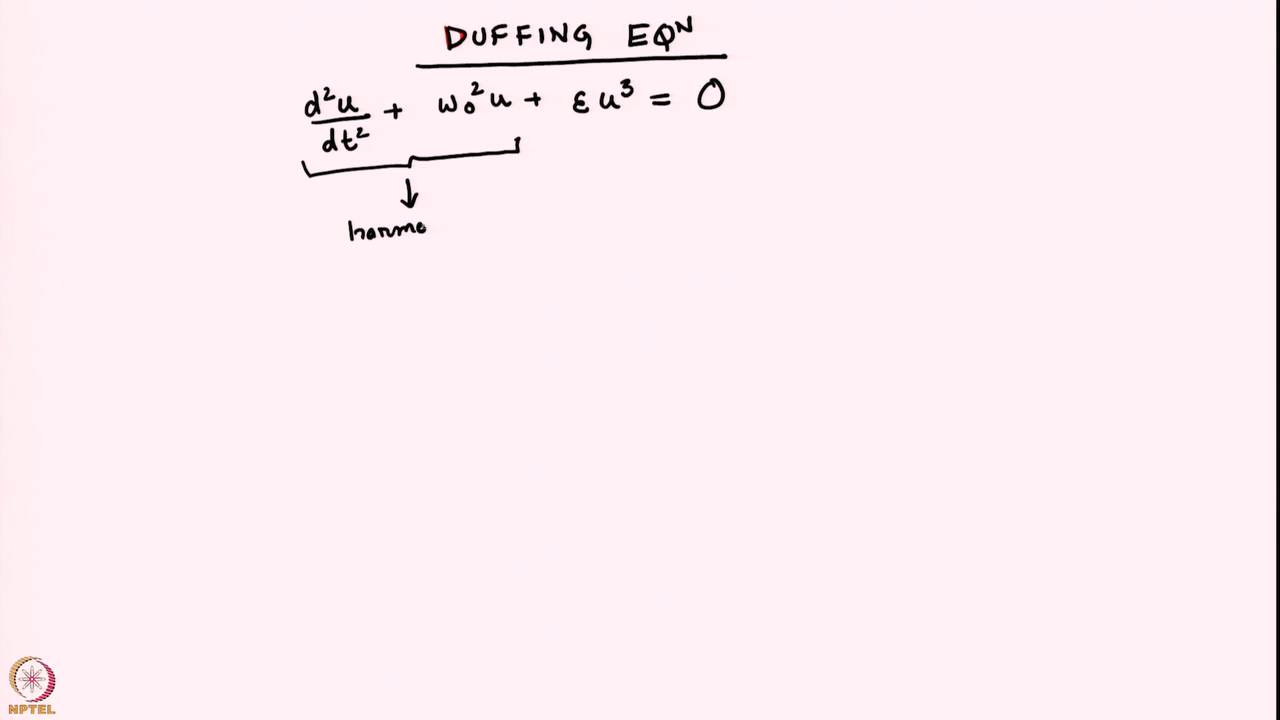 DUFFING EQᴺ
d²u/dt² + ω₀²u + εu³ = 0
harmo
NPTEL